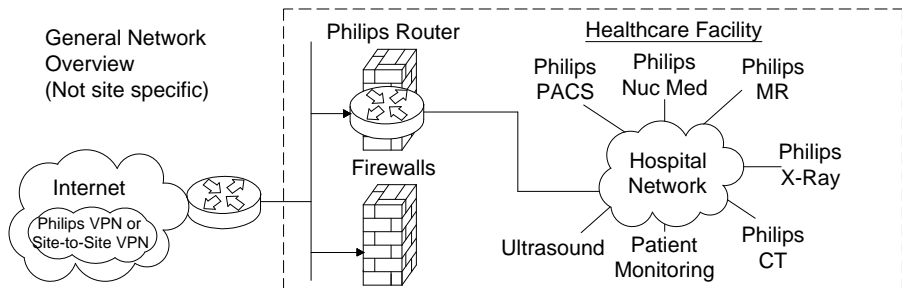 General Network
Overview
(Not site specific)
Philips Router
Healthcare Facility
Philips
PACS
Philips
Nuc Med
Philips
MR
Firewalls
Internet
Philips VPN or
Site-to-Site VPN
Hospital
Network
Philips
X-Ray
Ultrasound
Patient
Monitoring
Philips
CT